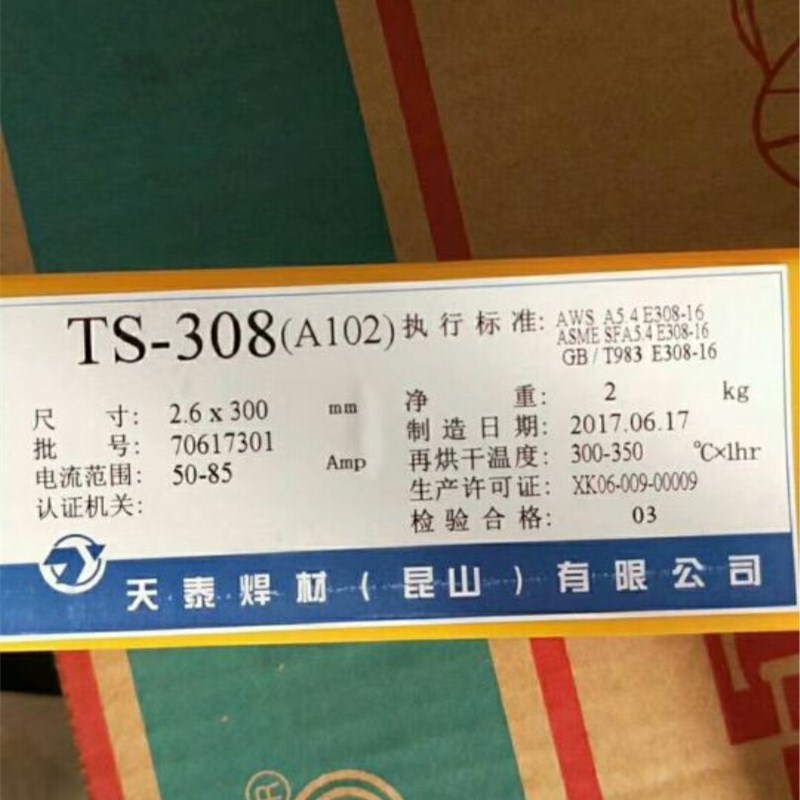 TS-308(A102)
执行标准: AWS A5.4 E308-16
ASME SFA5.4 E308-16
GB/T983 E308-16
尺 寸: 2.6 x 300 mm
批 号: 70617301
电流范围: 50-85 Amp
认证机关:
净 重: 2 kg
制造日期: 2017.06.17
再烘干温度: 300-350 ℃×1hr
生产许可证: XK06-009-00009
检验合格: 03
天泰焊材(昆山)有限公司
R